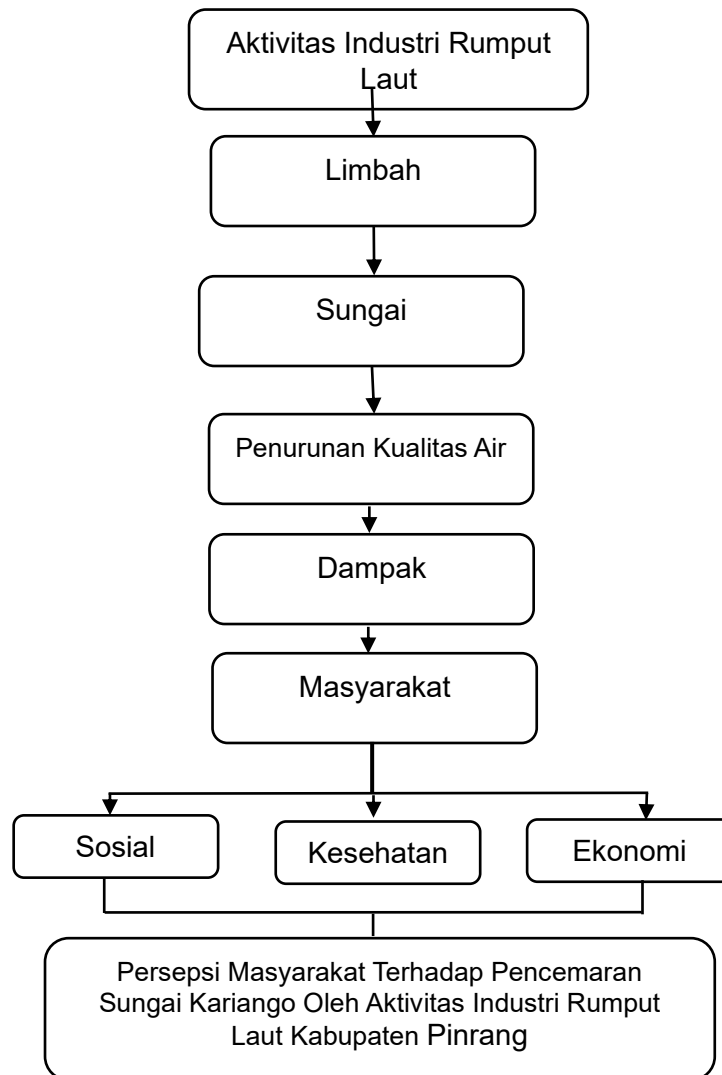 Aktivitas Industri Rumput
Laut
Limbah
Sungai
Penurunan Kualitas Air
Dampak
Masyarakat
Sosial
Kesehatan
Ekonomi
Persepsi Masyarakat Terhadap Pencemaran
Sungai Kariango Oleh Aktivitas Industri Rumput
Laut Kabupaten Pinrang